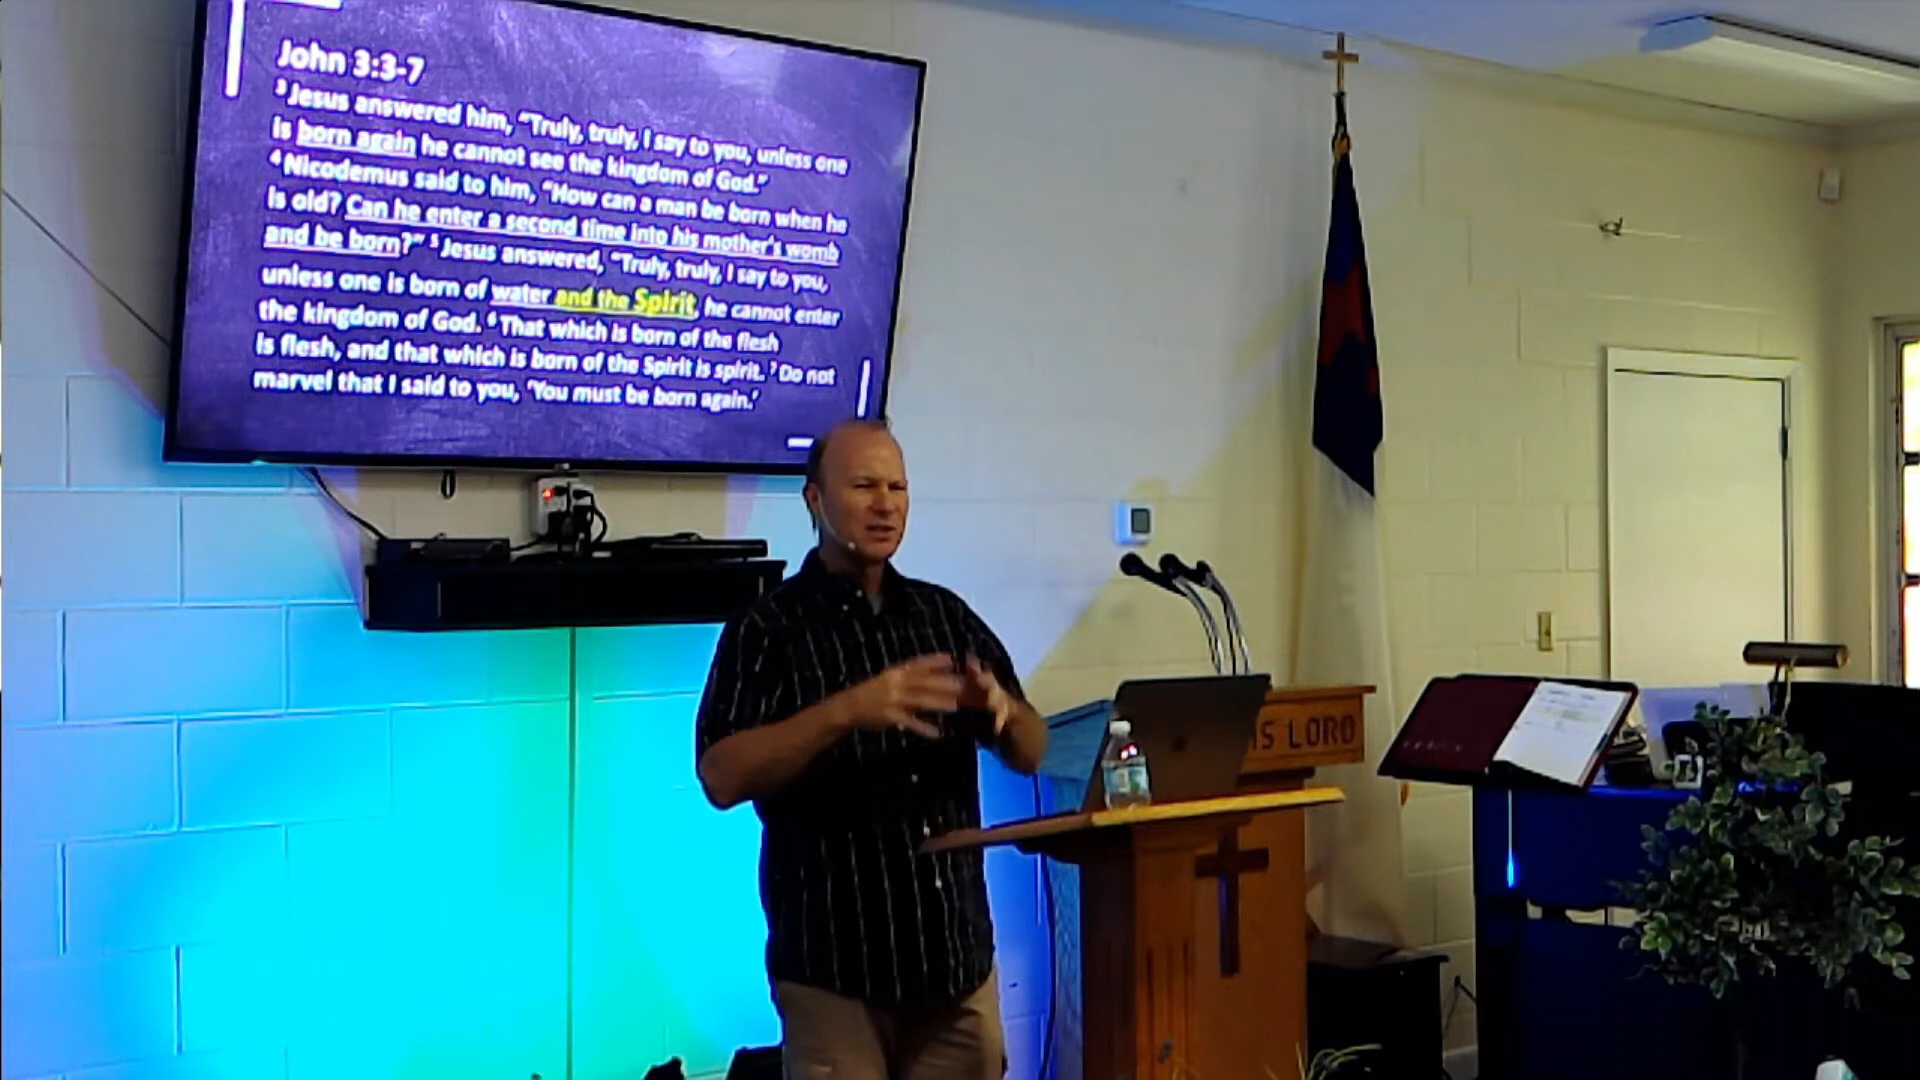 John 3:3-7
3 Jesus answered him, “Truly, truly, I say to you, unless one
is born again he cannot see the kingdom of God.”
4 Nicodemus said to him, “How can a man be born when he
is old? Can he enter a second time into his mother's womb
and be born?” 5 Jesus answered, “Truly, truly, I say to you,
unless one is born of water and the Spirit, he cannot enter
the kingdom of God. 6 That which is born of the flesh
is flesh, and that which is born of the Spirit is spirit. 7 Do not
marvel that I said to you, ‘You must be born again.’
IS LORD